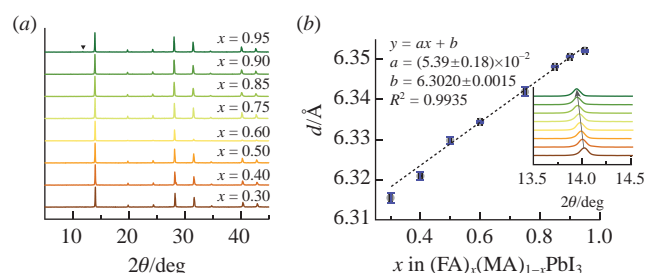 (a)
x = 0.95
x = 0.90
x = 0.85
x = 0.75
x = 0.60
x = 0.50
x = 0.40
x = 0.30
10 20 30 40
2θ/deg
(b)
6.35
6.34
6.33
6.32
6.31
d/Å
y = ax + b
a = (5.39±0.18)×10⁻²
b = 6.3020±0.0015
R² = 0.9935
13.5 14.0 14.5
2θ/deg
0.4 0.6 0.8 1.0
x in (FA)ₓ(MA)₁₋ₓPbI₃